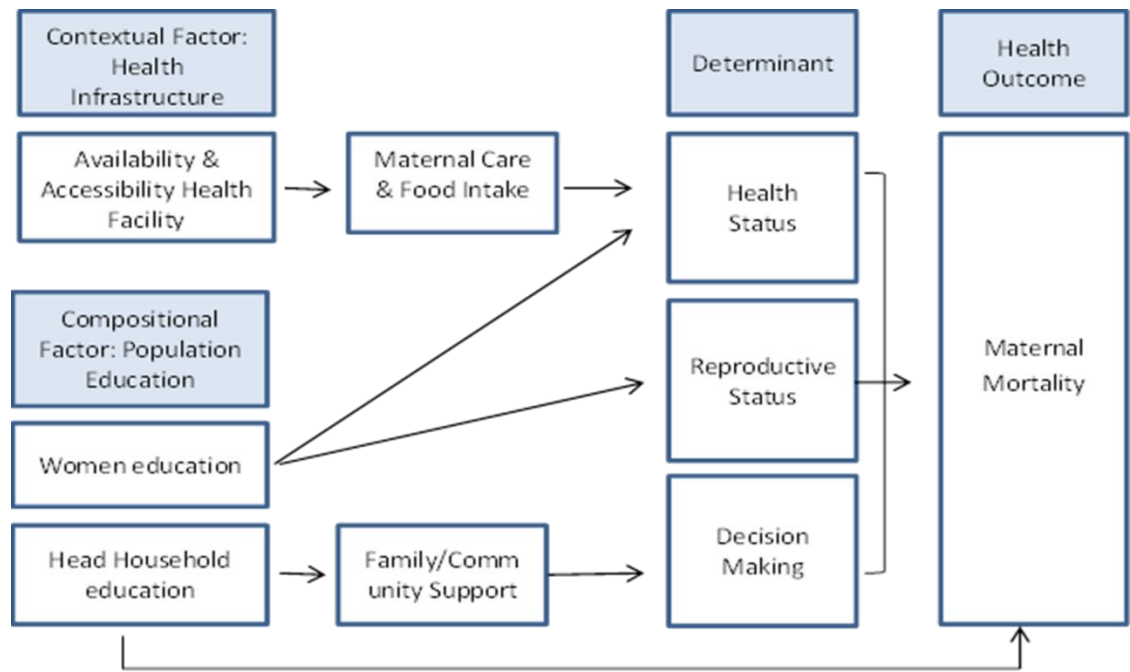 Contextual Factor:
Health
Infrastructure
Determinant
Health
Outcome
Availability &
Accessibility Health
Facility
Maternal Care
& Food Intake
Health
Status
Compositional
Factor: Population
Education
Reproductive
Status
Maternal
Mortality
Women education
Head Household
education
Family/Comm
unity Support
Decision
Making